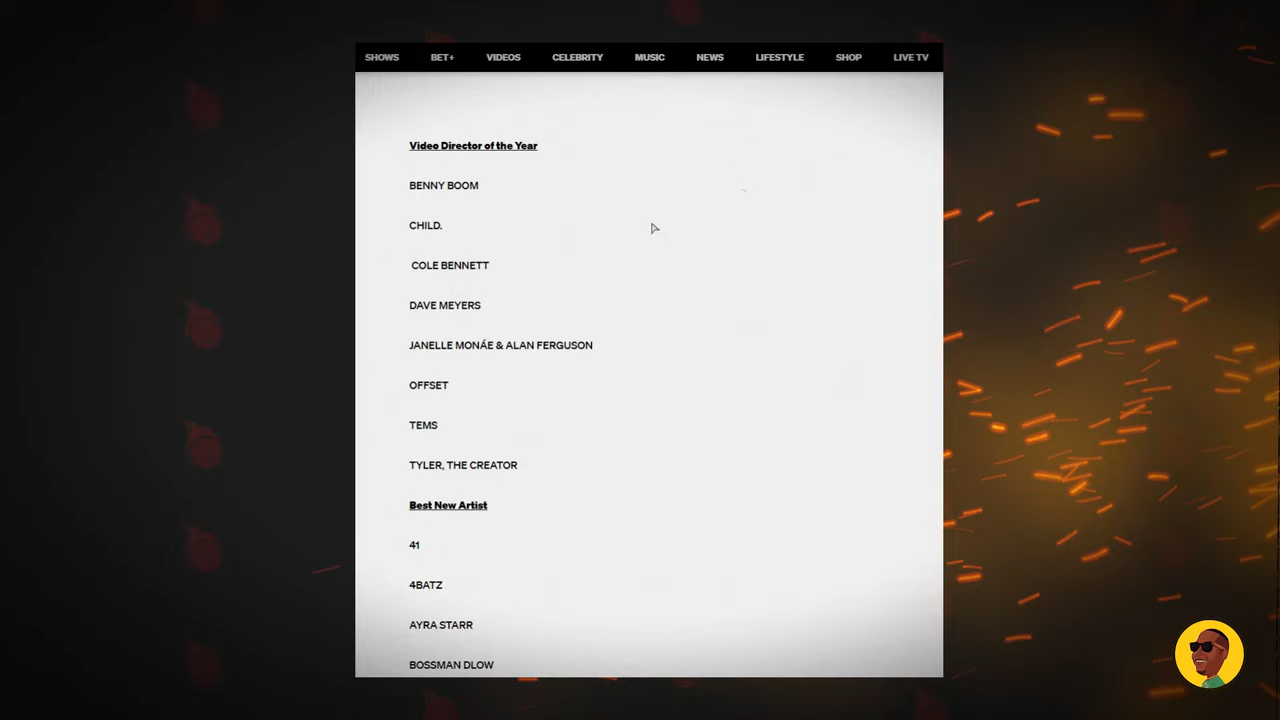 SHOWS BET+ VIDEOS CELEBRITY MUSIC NEWS LIFESTYLE SHOP LIVE TV
Video Director of the Year
BENNY BOOM
CHILD.
COLE BENNETT
DAVE MEYERS
JANELLE MONÁE & ALAN FERGUSON
OFFSET
TEMS
TYLER, THE CREATOR
Best New Artist
41
4BATZ
AYRA STARR
BOSSMAN DLOW